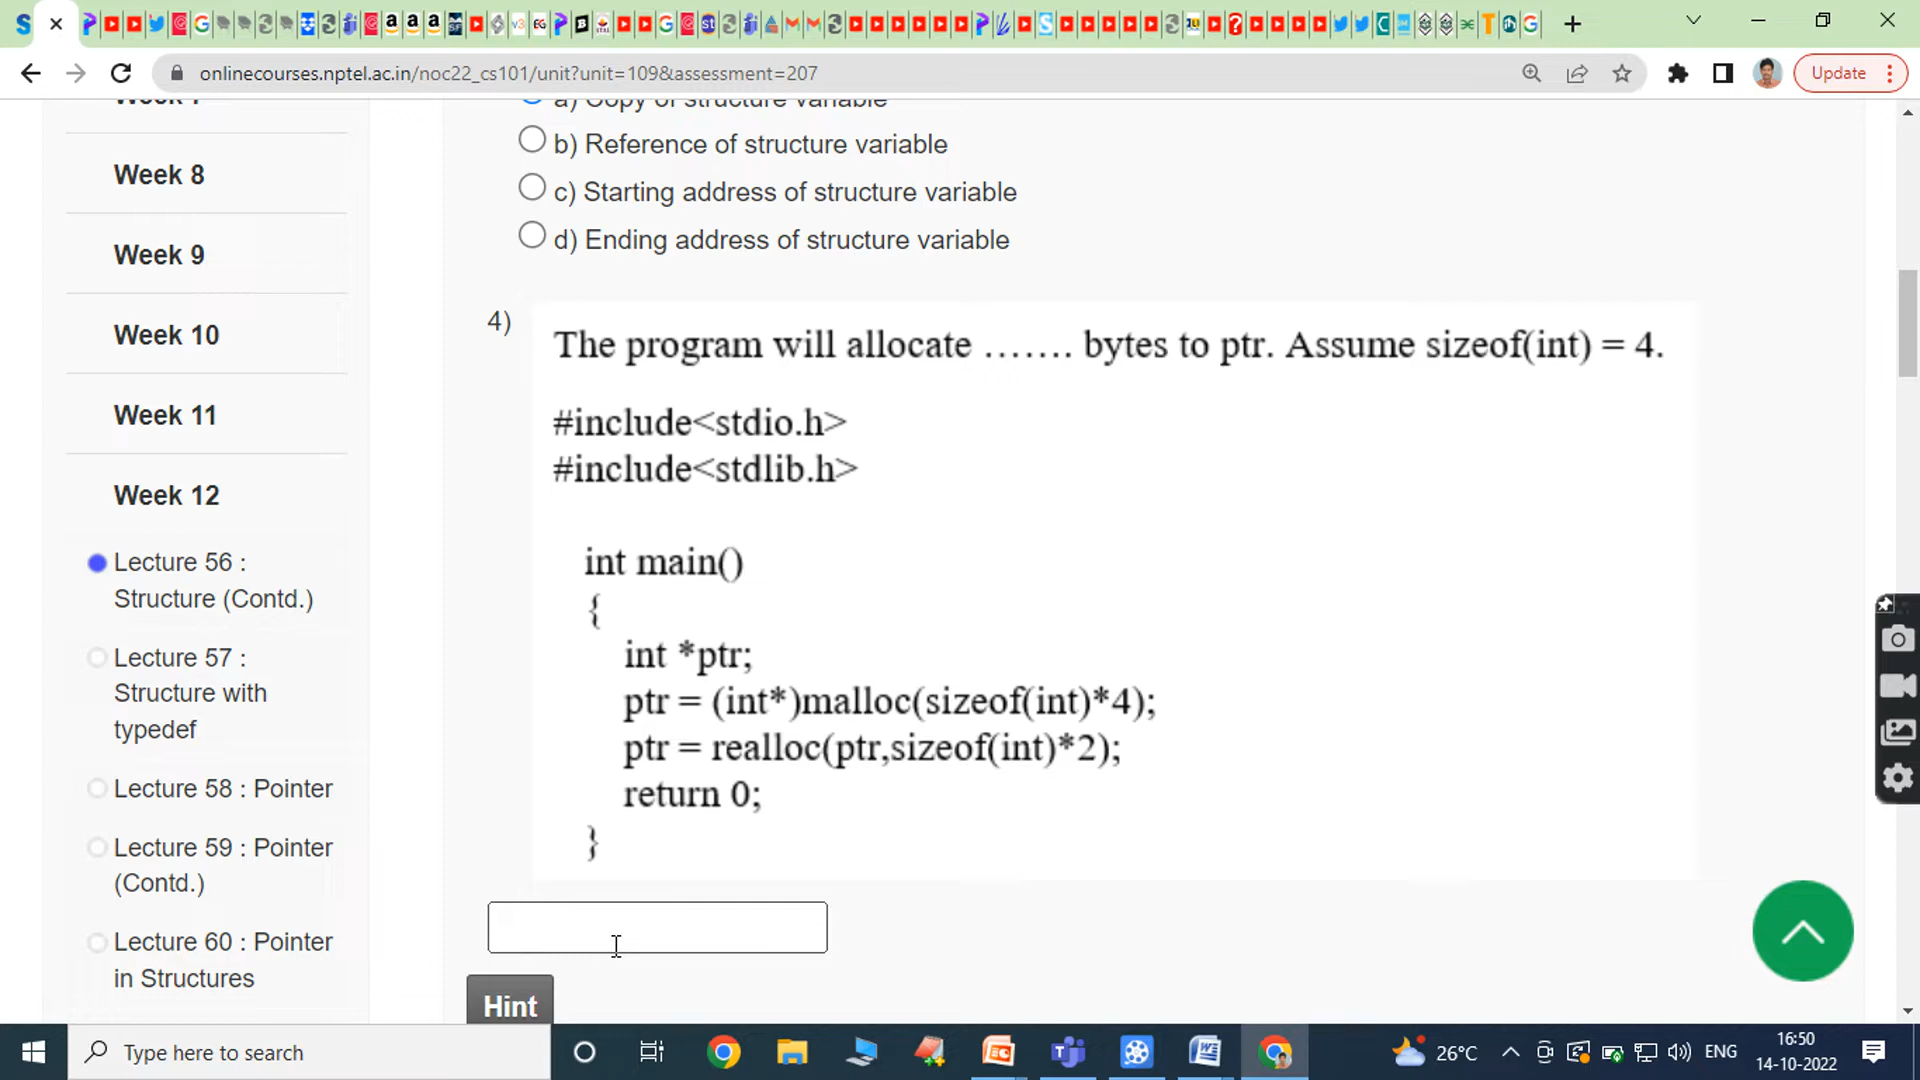 onlinecourses.nptel.ac.in/noc22_cs101/unit?unit=109&assessment=207
Update
Week 8
Week 9
Week 10
Week 11
Week 12
Lecture 56 :
Structure (Contd.)
Lecture 57 :
Structure with
typedef
Lecture 58 : Pointer
Lecture 59 : Pointer
(Contd.)
Lecture 60 : Pointer
in Structures
a) Copy of structure variable
b) Reference of structure variable
c) Starting address of structure variable
d) Ending address of structure variable
4)
The program will allocate ....... bytes to ptr. Assume sizeof(int) = 4.
#include<stdio.h>
#include<stdlib.h>
int main()
{
int *ptr;
ptr = (int*)malloc(sizeof(int)*4);
ptr = realloc(ptr,sizeof(int)*2);
return 0;
}
Hint
Type here to search
26°C
ENG
16:50
14-10-2022